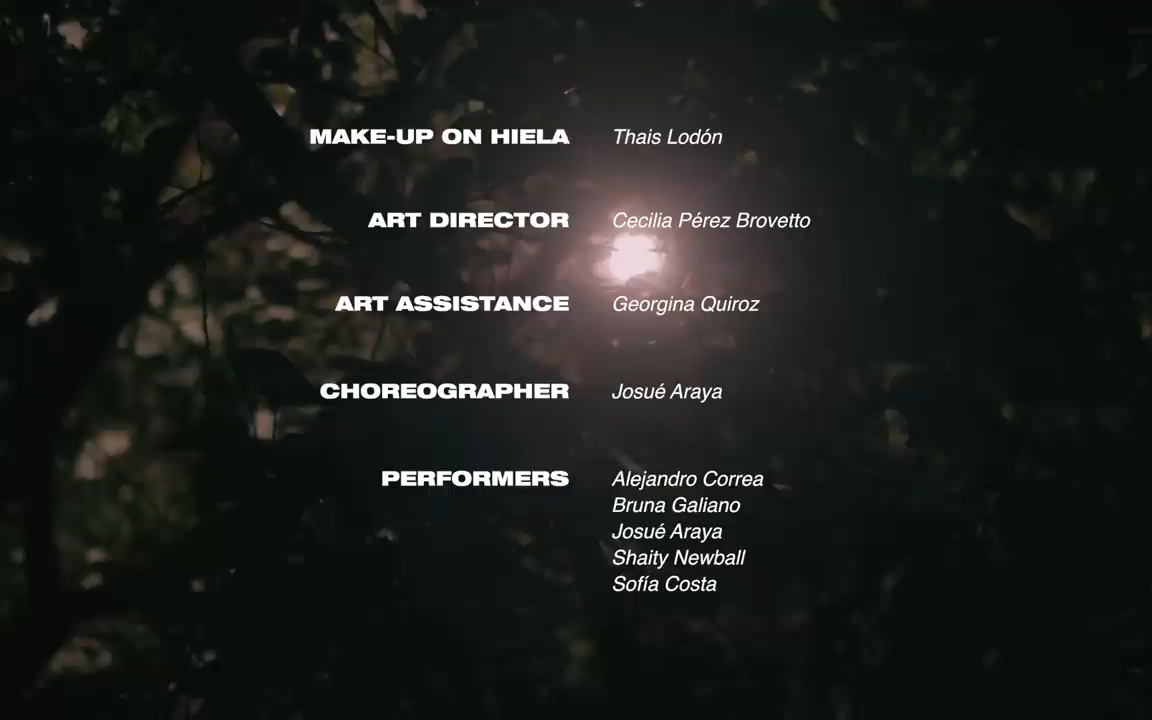 MAKE-UP ON HIELA Thais Lodón
ART DIRECTOR Cecilia Pérez Brovetto
ART ASSISTANCE Georgina Quiroz
CHOREOGRAPHER Josué Araya
PERFORMERS Alejandro Correa
Bruna Galiano
Josué Araya
Shaity Newball
Sofía Costa